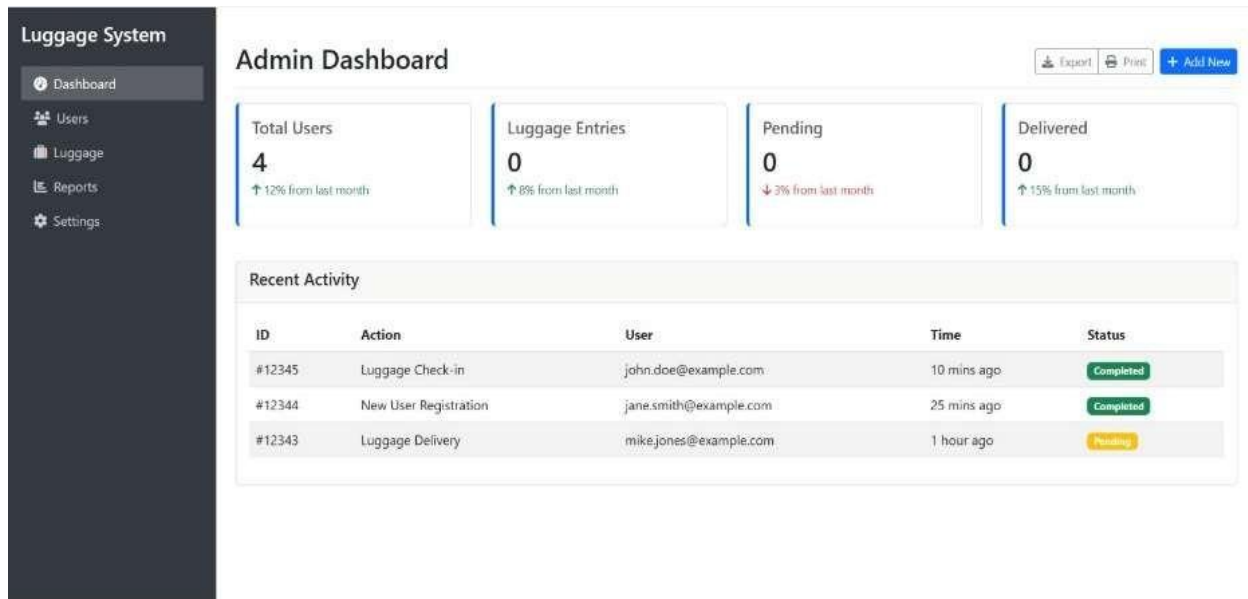 Luggage System
Dashboard
Users
Luggage
Reports
Settings
Admin Dashboard
Export Print + Add New
Total Users Luggage Entries Pending Delivered
4 0 0 0
↑ 12% from last month ↑ 8% from last month ↓ 3% from last month ↑ 15% from last month
Recent Activity
ID Action User Time Status
#12345 Luggage Check-in john.doe@example.com 10 mins ago Completed
#12344 New User Registration jane.smith@example.com 25 mins ago Completed
#12343 Luggage Delivery mike.jones@example.com 1 hour ago Pending